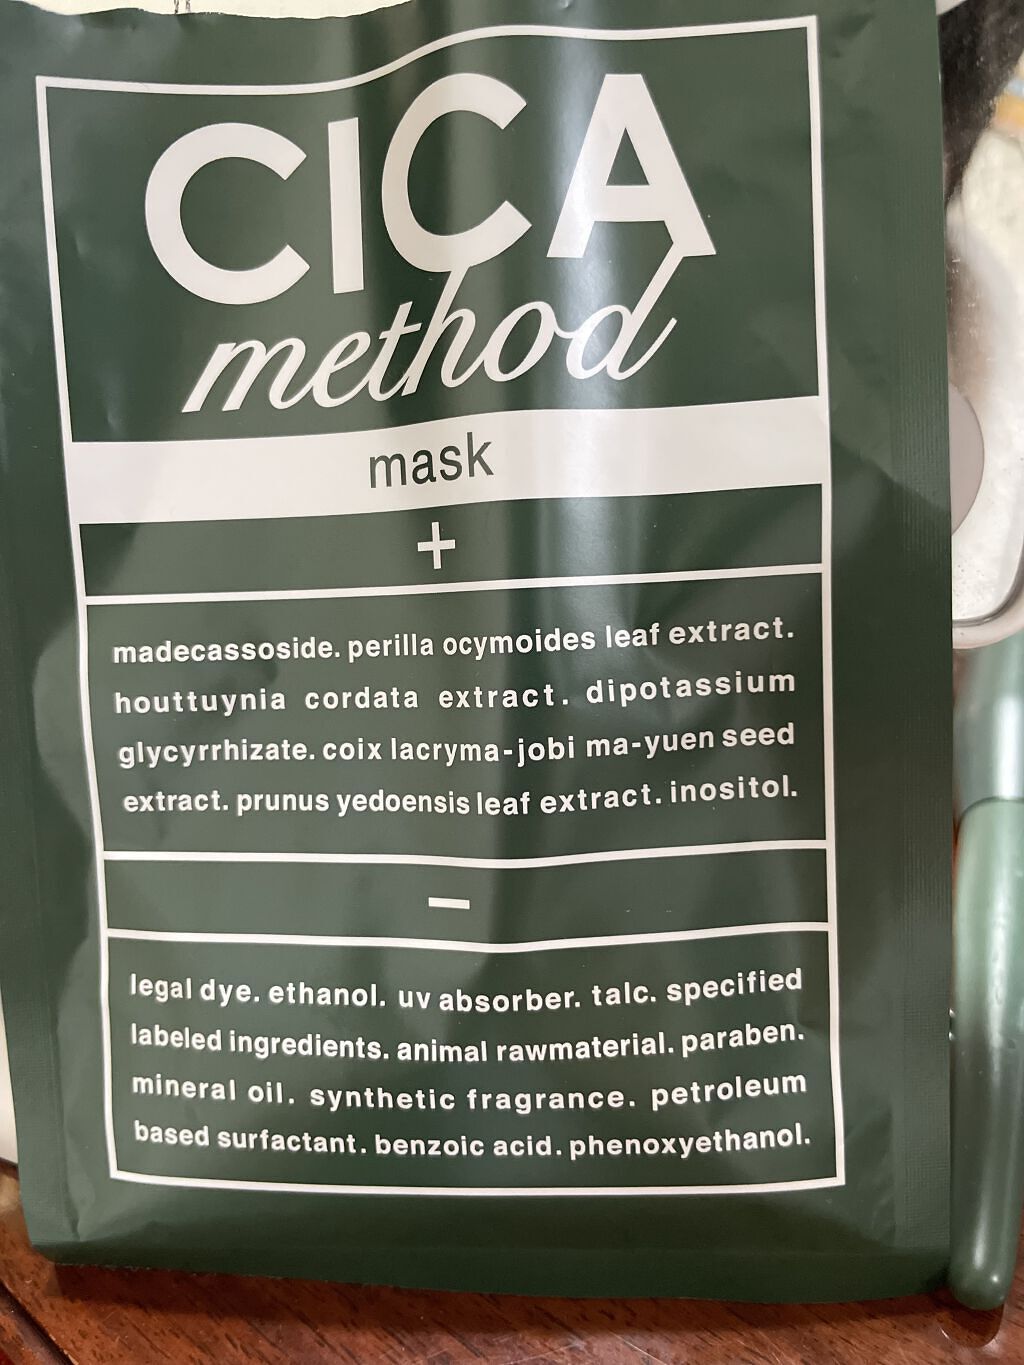 CICA
method
mask
+
madecassoside. perilla ocymoides leaf extract.
houttuynia cordata extract. dipotassium
glycyrrhizate. coix lacryma-jobi ma-yuen seed
extract. prunus yedoensis leaf extract. inositol.
−
legal dye. ethanol. uv absorber. talc. specified
labeled ingredients. animal rawmaterial. paraben.
mineral oil. synthetic fragrance. petroleum
based surfactant. benzoic acid. phenoxyethanol.